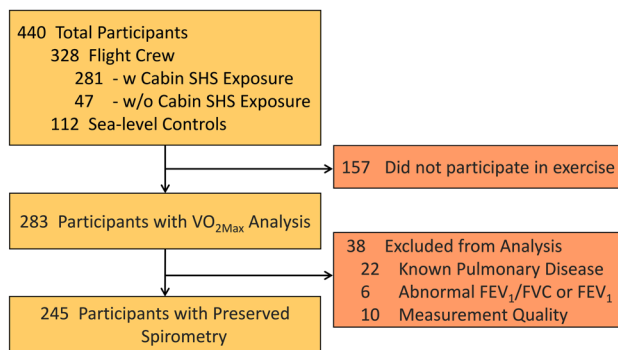 440 Total Participants
328 Flight Crew
281 - w Cabin SHS Exposure
47 - w/o Cabin SHS Exposure
112 Sea-level Controls
157 Did not participate in exercise
283 Participants with VO2Max Analysis
38 Excluded from Analysis
22 Known Pulmonary Disease
6 Abnormal FEV1/FVC or FEV1
10 Measurement Quality
245 Participants with Preserved
Spirometry